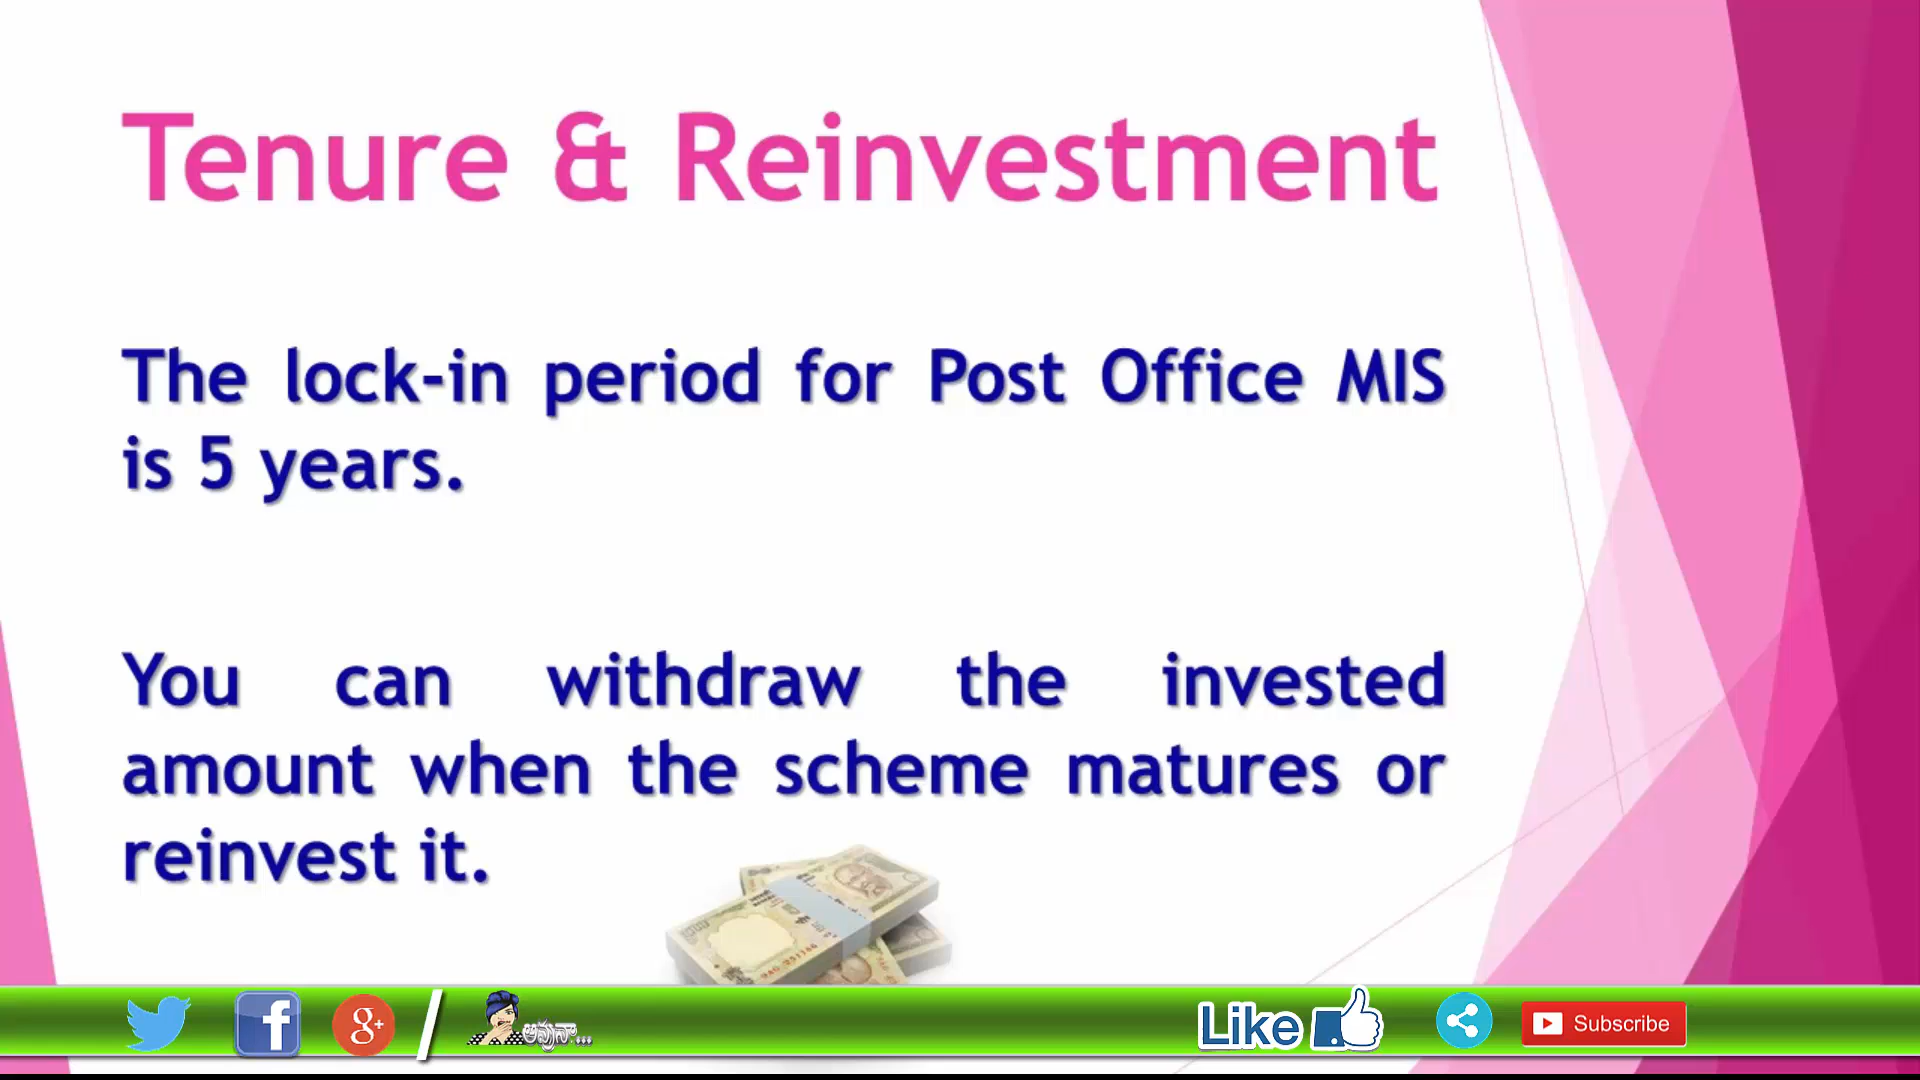 Tenure & Reinvestment
The lock-in period for Post Office MIS
is 5 years.
You can withdraw the invested
amount when the scheme matures or
reinvest it.
అవునా...
Like
Subscribe